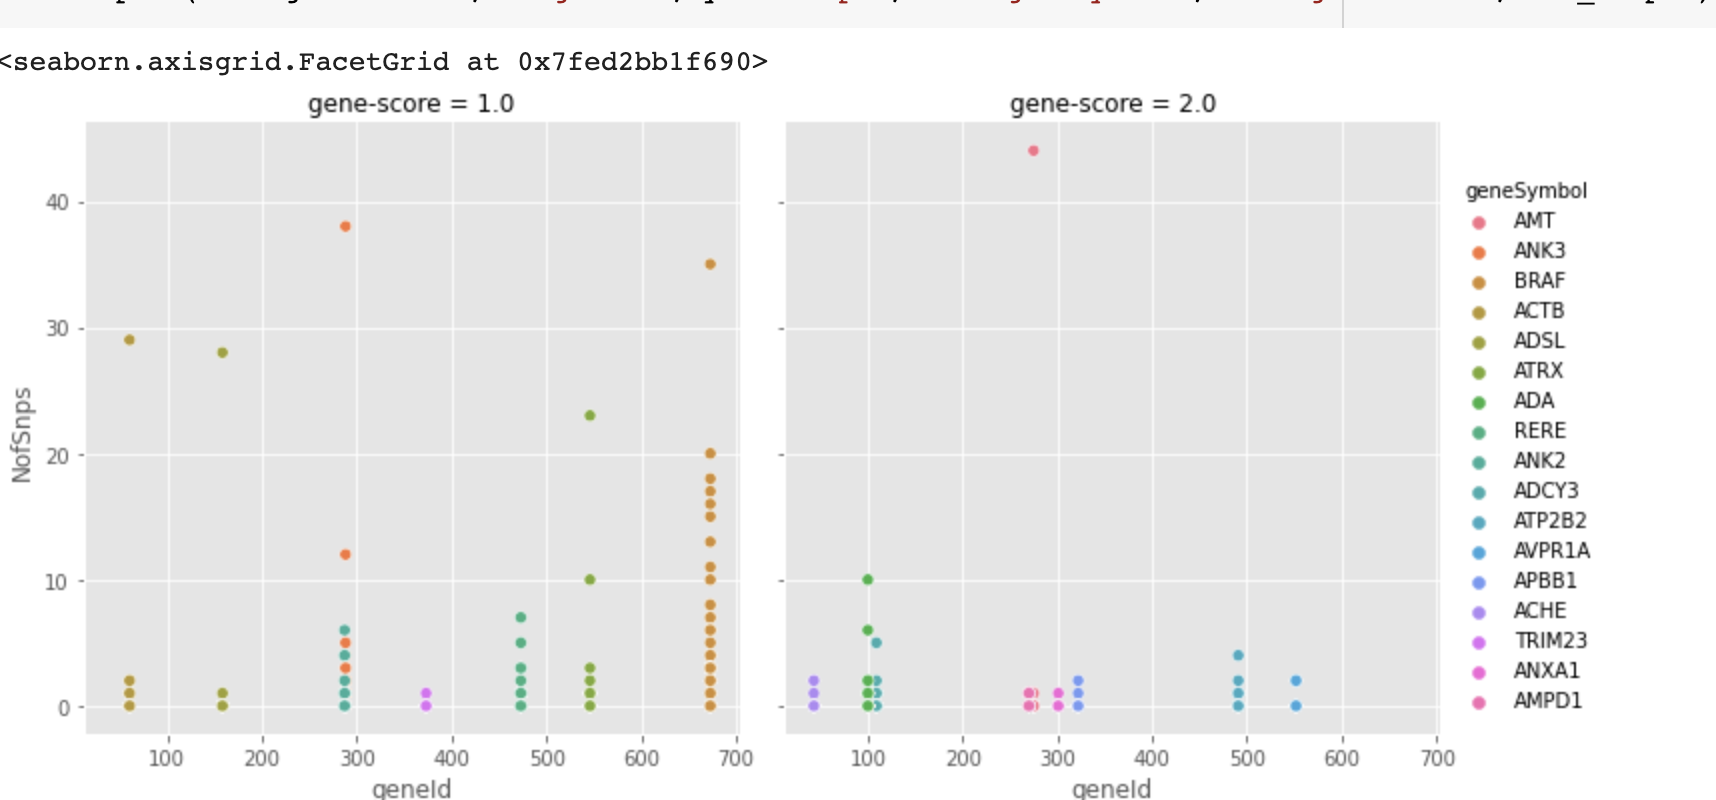 <seaborn.axisgrid.FacetGrid at 0x7fed2bb1f690>
gene-score = 1.0
gene-score = 2.0
40
30
20
10
0
NofSnps
100 200 300 400 500 600 700
geneId
100 200 300 400 500 600 700
geneId
geneSymbol
AMT
ANK3
BRAF
ACTB
ADSL
ATRX
ADA
RERE
ANK2
ADCY3
ATP2B2
AVPR1A
APBB1
ACHE
TRIM23
ANXA1
AMPD1